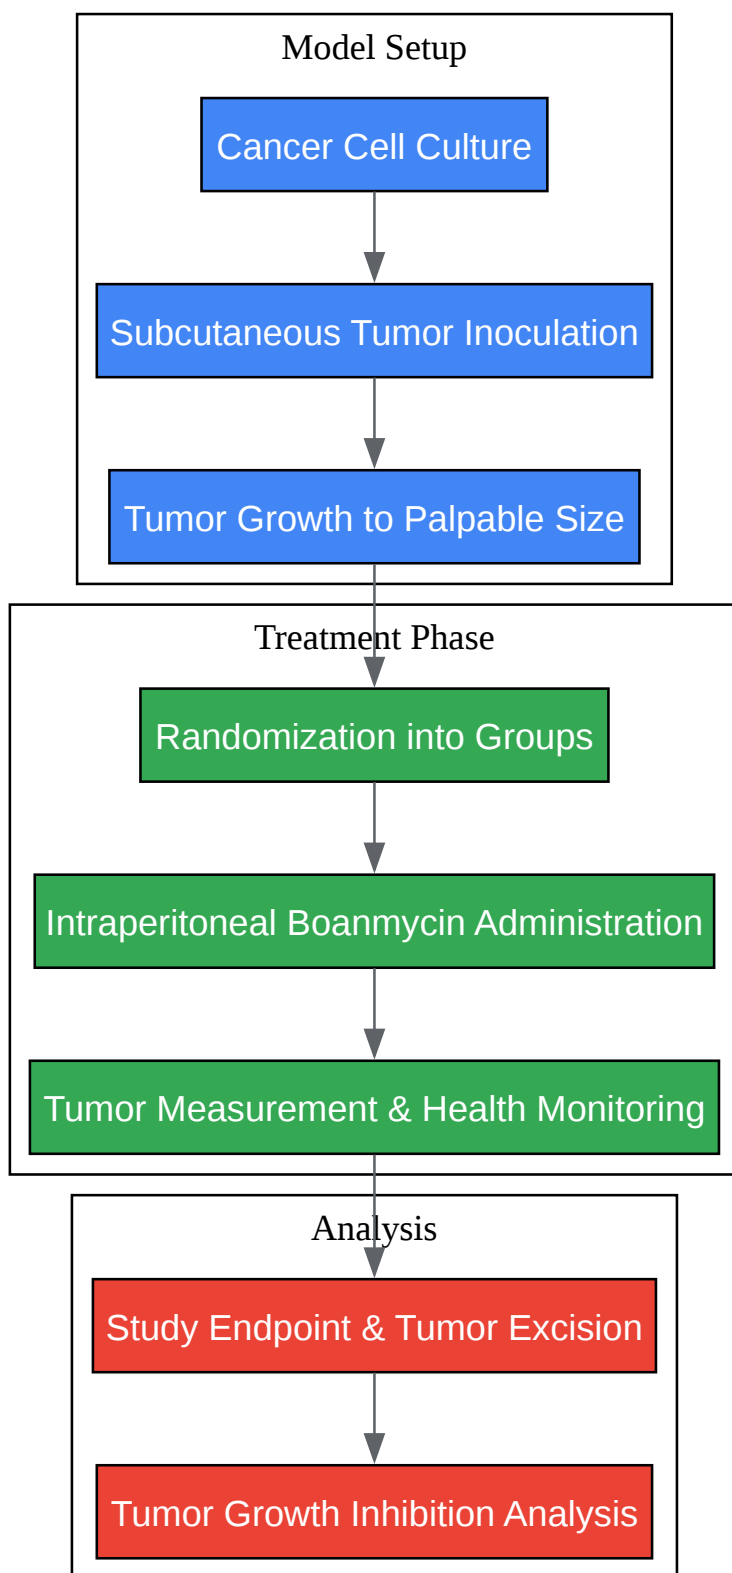 Model Setup
Cancer Cell Culture
Subcutaneous Tumor Inoculation
Tumor Growth to Palpable Size
Treatment Phase
Randomization into Groups
Intraperitoneal Boanmycin Administration
Tumor Measurement & Health Monitoring
Analysis
Study Endpoint & Tumor Excision
Tumor Growth Inhibition Analysis